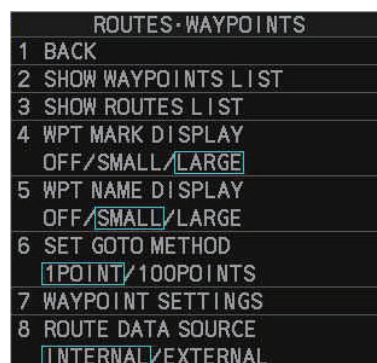 ROUTES·WAYPOINTS
1 BACK
2 SHOW WAYPOINTS LIST
3 SHOW ROUTES LIST
4 WPT MARK DISPLAY
OFF/SMALL/LARGE
5 WPT NAME DISPLAY
OFF/SMALL/LARGE
6 SET GOTO METHOD
1POINT/100POINTS
7 WAYPOINT SETTINGS
8 ROUTE DATA SOURCE
INTERNAL/EXTERNAL